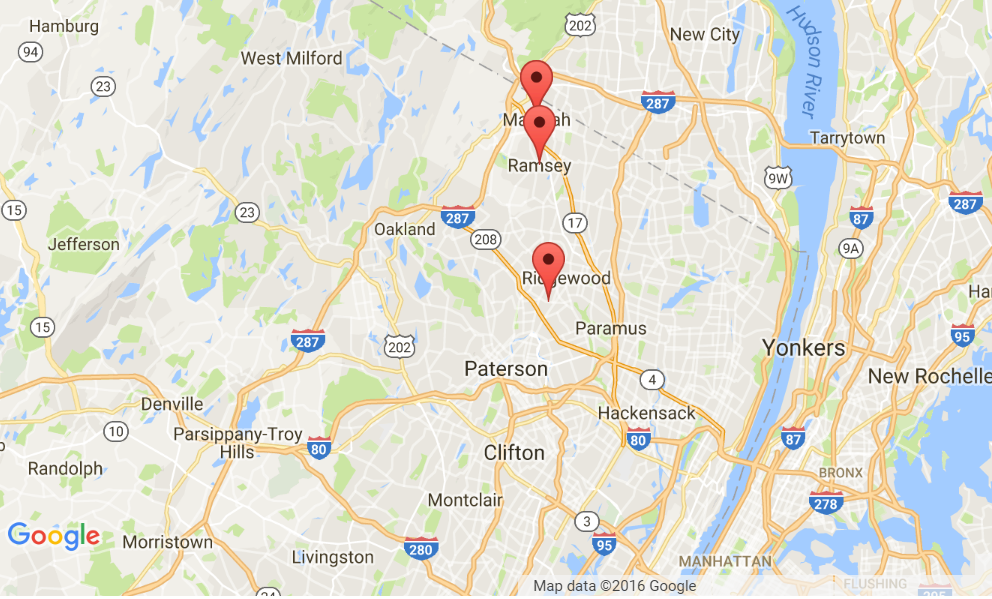 Hamburg
202
New City
94
West Milford
Hudson River
23
287
Mahwah
Tarrytown
Ramsey
9W
15
23
287
17
87
287
Jefferson
Oakland
208
9A
Ridgewood
15
287
202
Paramus
95
Yonkers
Paterson
4
New Rochelle
Denville
Hackensack
10
Parsippany-Troy
Hills
80
80
87
Clifton
Randolph
BRONX
Montclair
278
3
Google
Morristown
95
280
Livingston
MANHATTAN
Map data ©2016 Google
FLUSHING